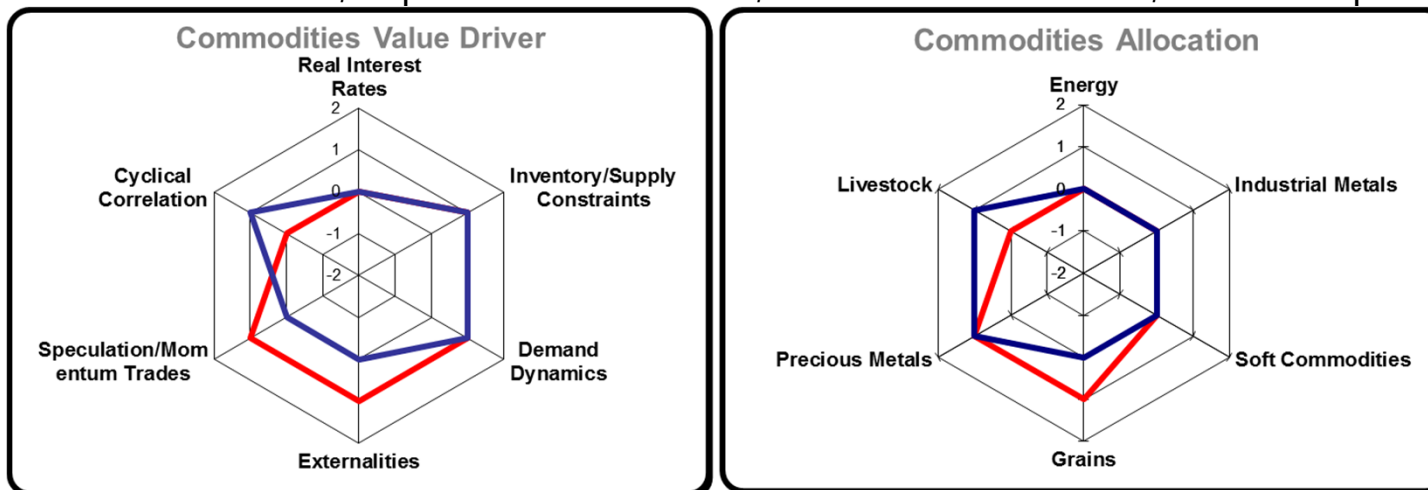 Commodities Value Driver
Real Interest
Rates
2
1
0
-1
-2
Cyclical
Correlation
Inventory/Supply
Constraints
Speculation/Mom
entum Trades
Demand
Dynamics
Externalities
Commodities Allocation
Energy
2
1
0
-1
-2
Livestock
Industrial Metals
Precious Metals
Soft Commodities
Grains